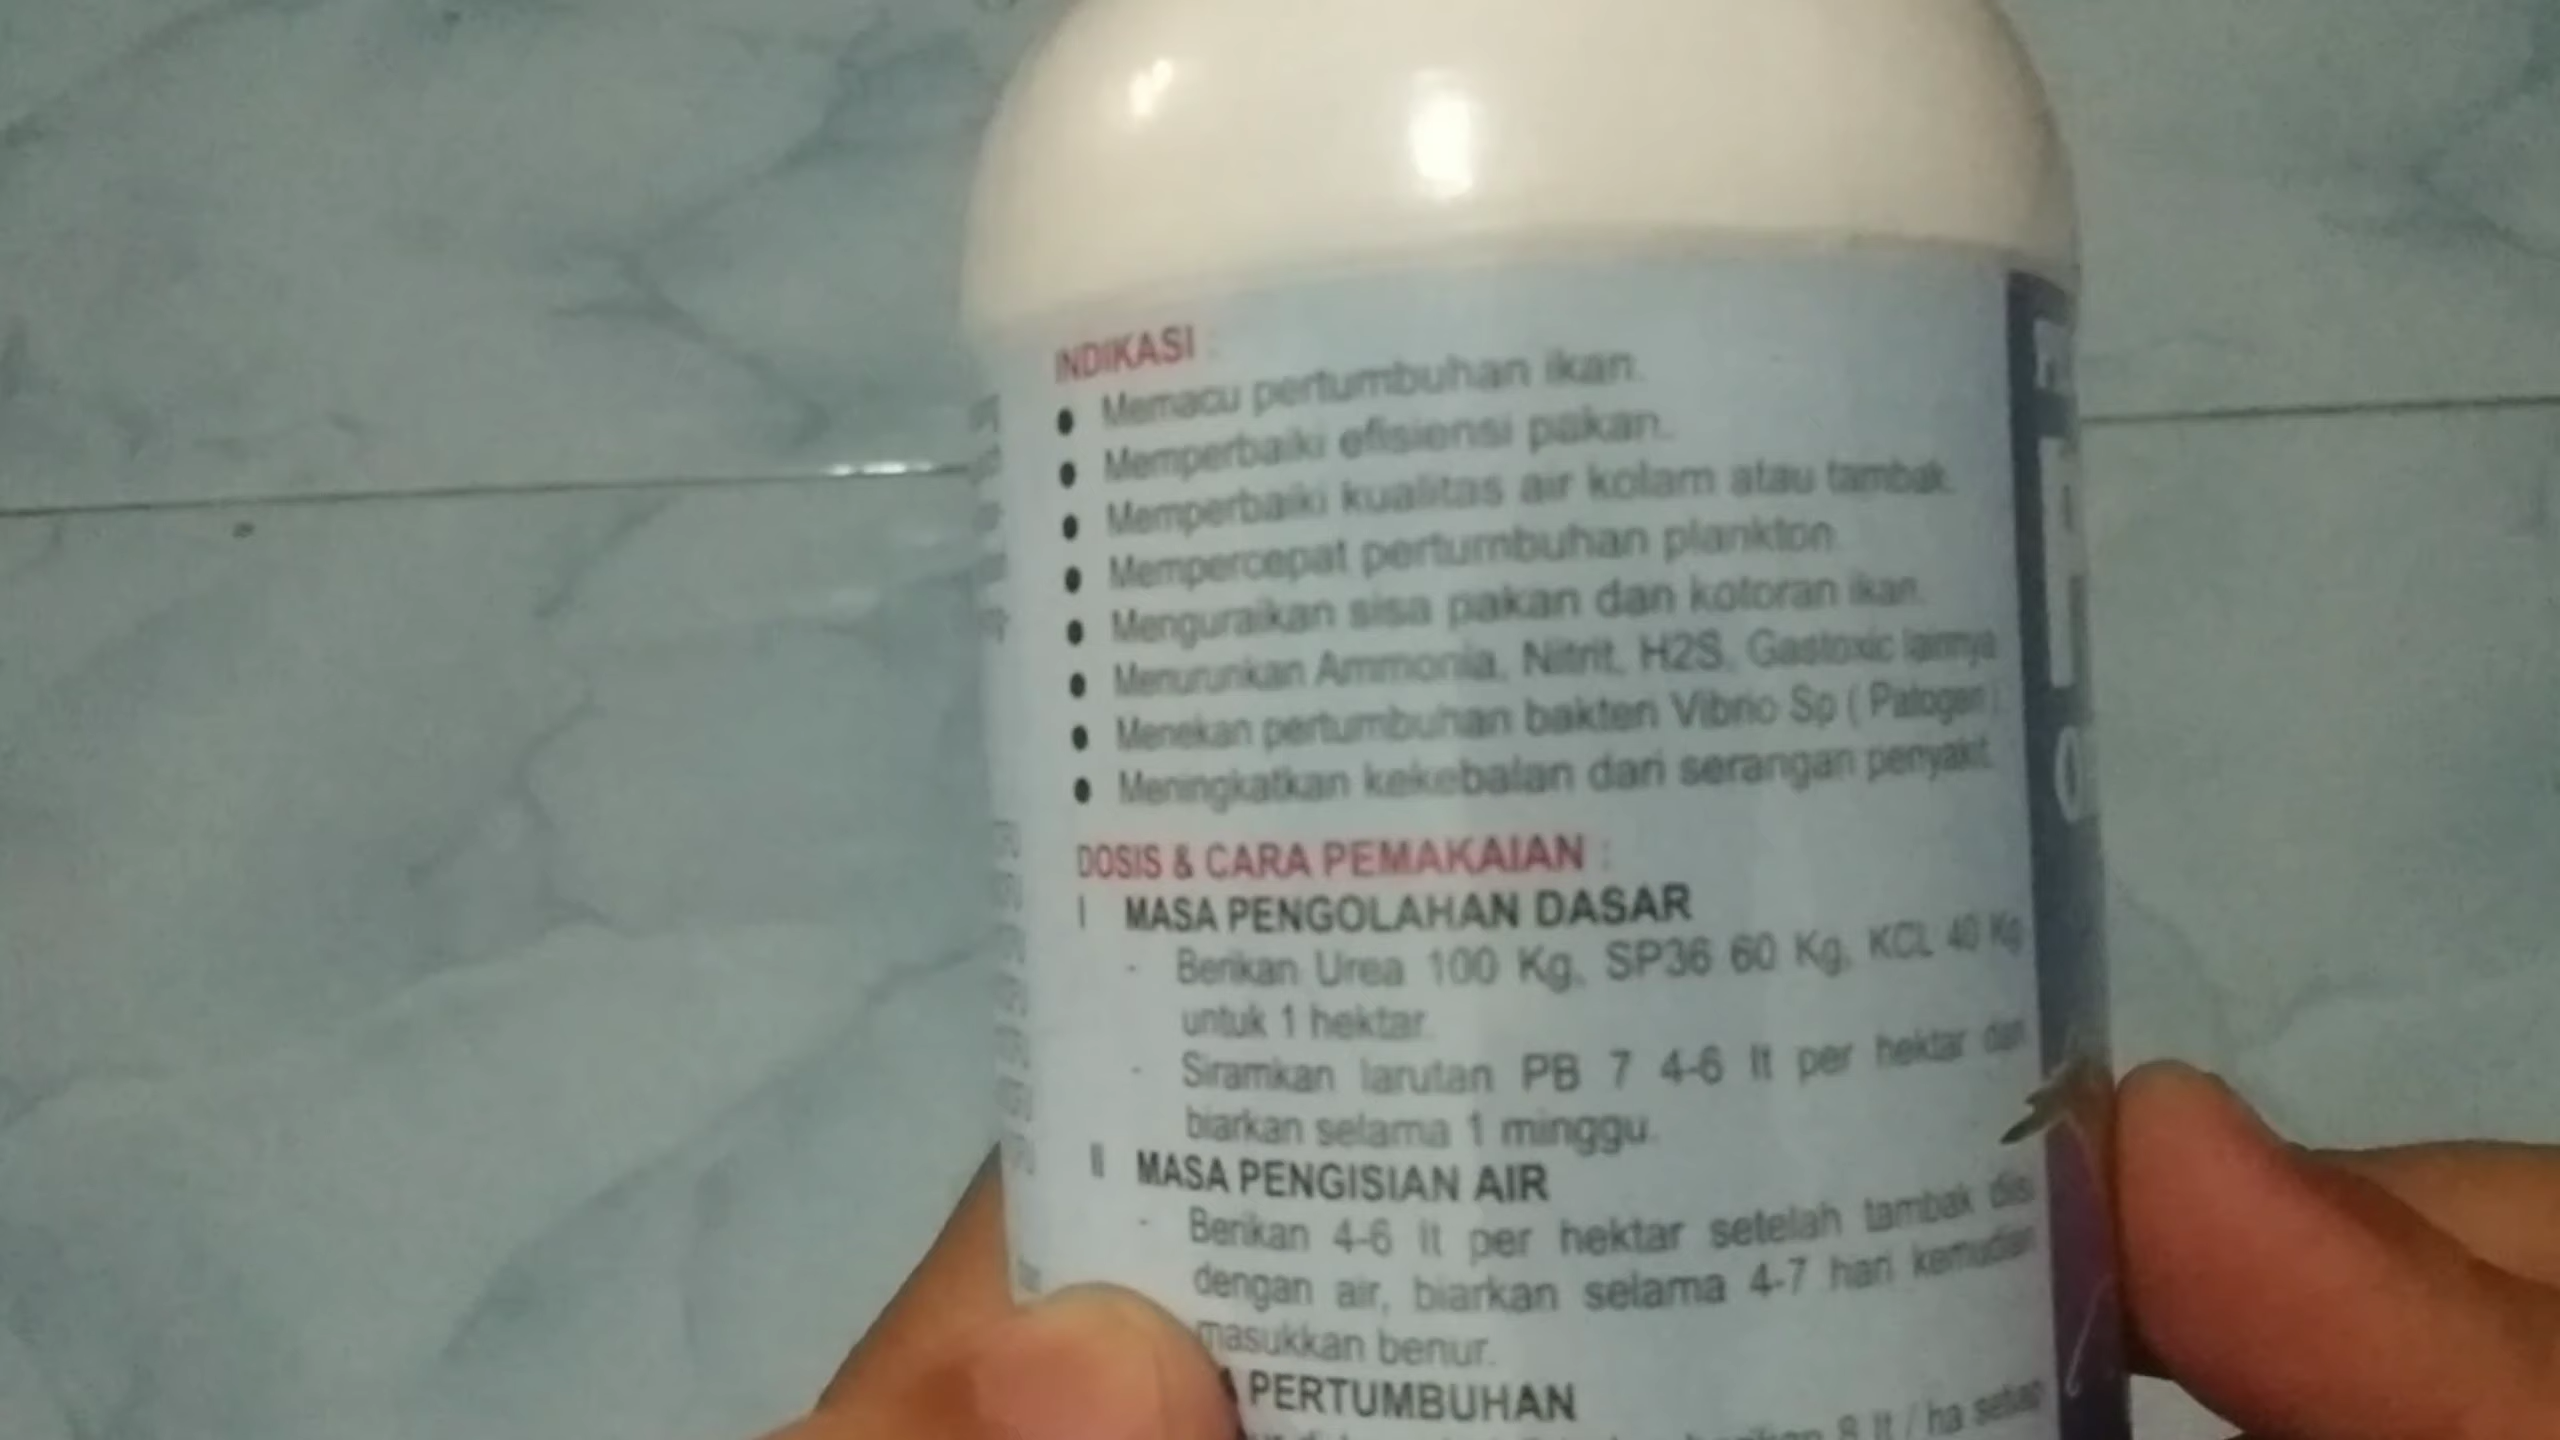 INDIKASI :
● Memacu pertumbuhan ikan.
● Memperbaiki efisiensi pakan.
● Memperbaiki kualitas air kolam atau tambak.
● Mempercepat pertumbuhan plankton.
● Menguraikan sisa pakan dan kotoran ikan.
● Menurunkan Ammonia, Nitrit, H2S, Gastoxic lainnya
● Menekan pertumbuhan bakteri Vibrio Sp ( Patogen )
● Meningkatkan kekebalan dari serangan penyakit.
DOSIS & CARA PEMAKAIAN :
I MASA PENGOLAHAN DASAR
- Berikan Urea 100 Kg, SP36 60 Kg, KCL 40 Kg
untuk 1 hektar.
- Siramkan larutan PB 7 4-6 lt per hektar dan
biarkan selama 1 minggu.
II MASA PENGISIAN AIR
- Berikan 4-6 lt per hektar setelah tambak diisi
dengan air, biarkan selama 4-7 hari kemudian
masukkan benur.
PERTUMBUHAN
8 lt / ha setiap